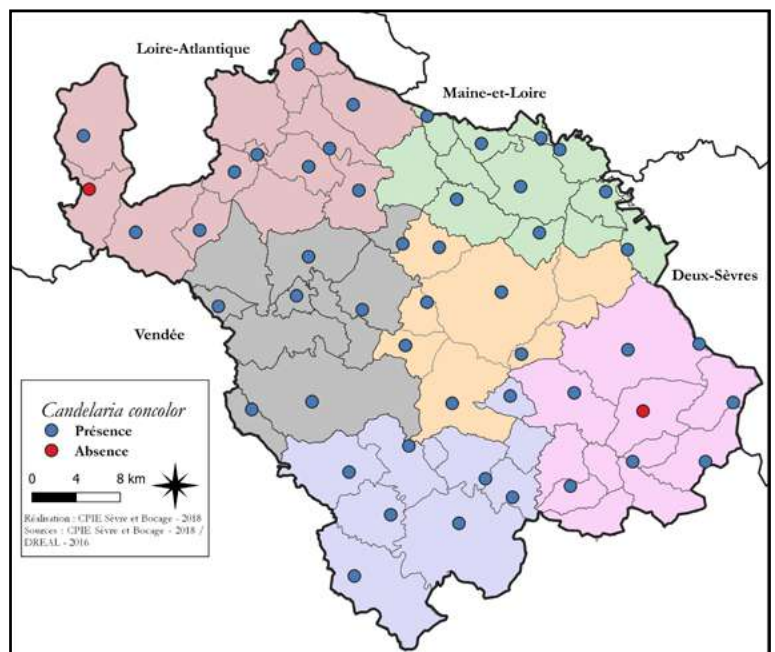 Loire-Atlantique
Maine-et-Loire
Deux-Sèvres
Vendée
Candelaria concolor
Présence
Absence
0 4 8 km
Réalisation : CPIE Sèvre et Bocage - 2018
Sources : CPIE Sèvre et Bocage - 2018 /
DREAL - 2016